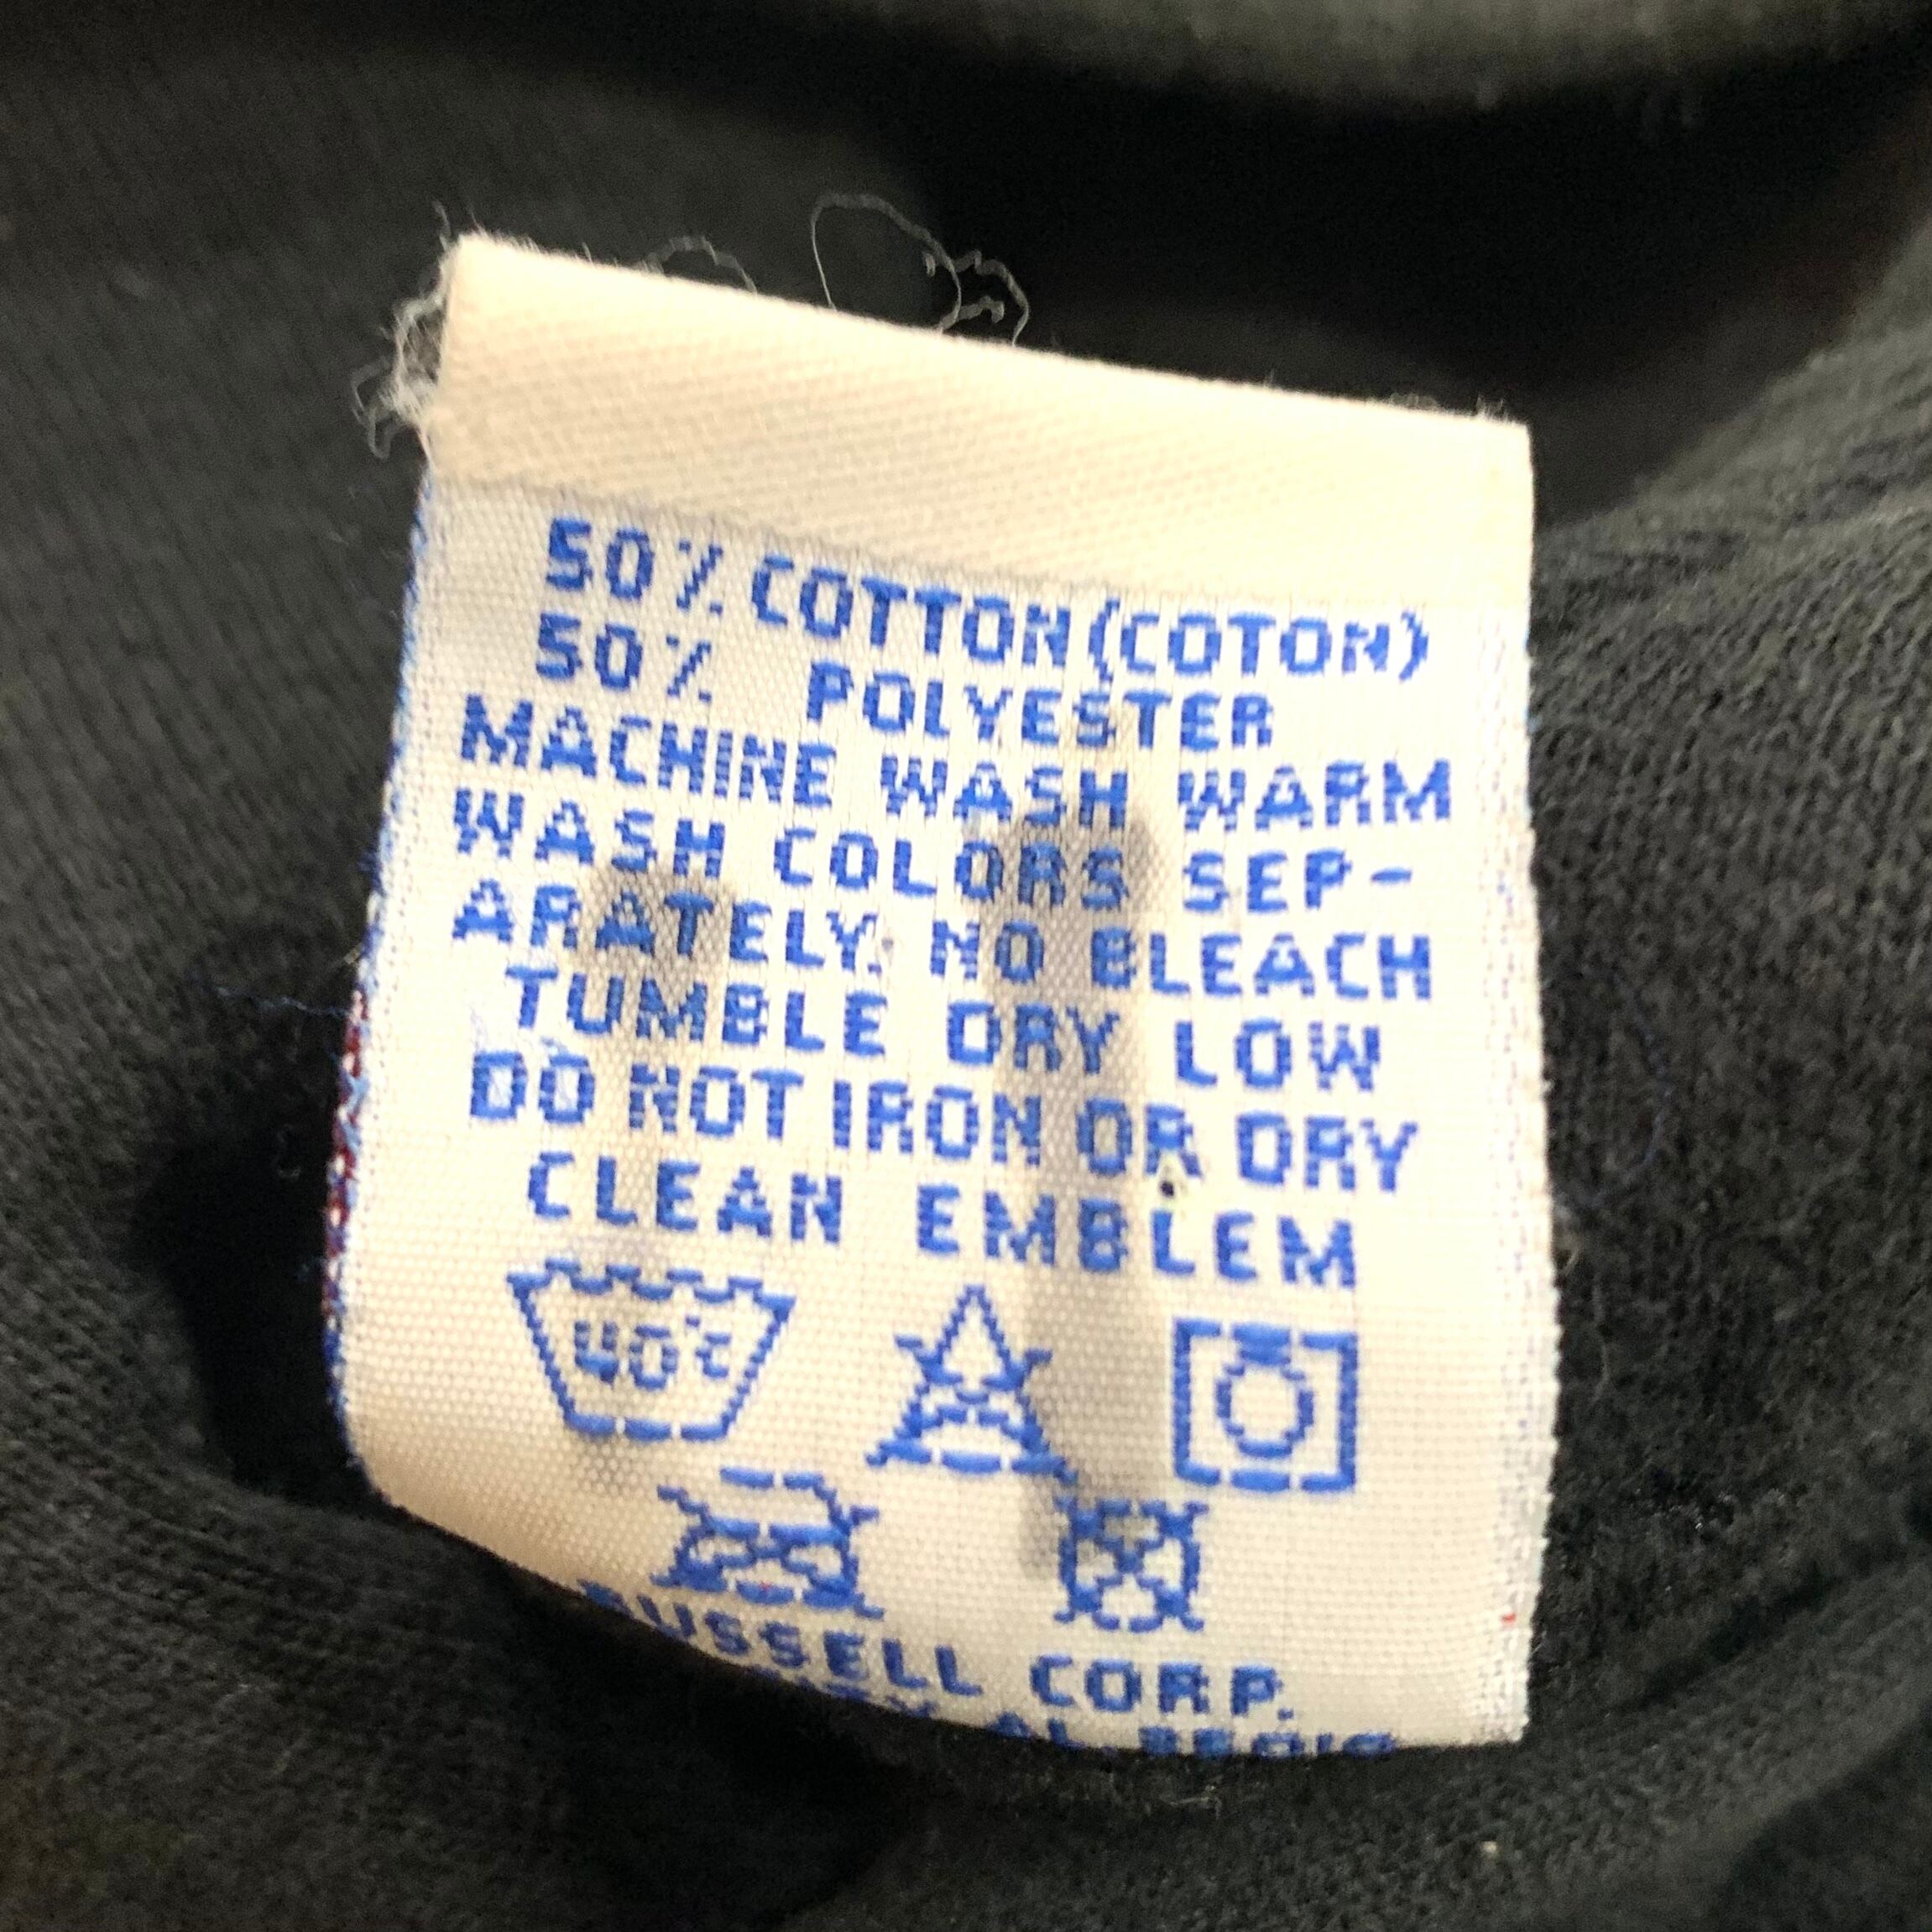 50% COTTON (COTON)
50% POLYESTER
MACHINE WASH WARM
WASH COLORS SEP-
ARATELY. NO BLEACH
TUMBLE DRY LOW
DO NOT IRON OR DRY
CLEAN EMBLEM
40°C
RUSSELL CORP.
AL